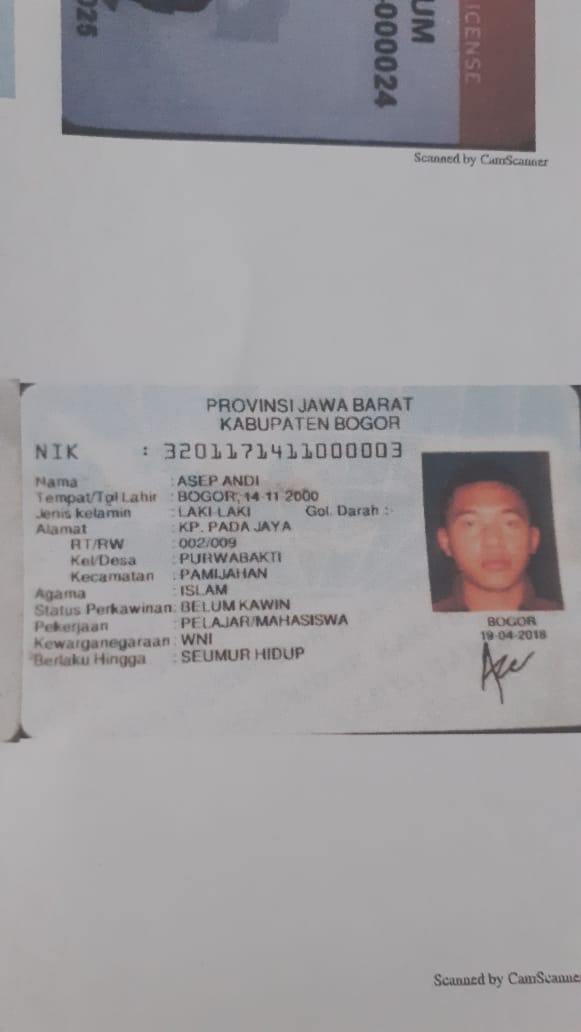 025
UM
000024
ICENSE
Scanned by CamScanner
PROVINSI JAWA BARAT
KABUPATEN BOGOR
NIK : 3201171411000003
Nama : ASEP ANDI
Tempat/Tgl Lahir : BOGOR, 14-11-2000
Jenis kelamin : LAKI-LAKI Gol. Darah :-
Alamat : KP. PADA JAYA
RT/RW : 002/009
Kel/Desa : PURWABAKTI
Kecamatan : PAMIJAHAN
Agama : ISLAM
Status Perkawinan: BELUM KAWIN
Pekerjaan : PELAJAR/MAHASISWA
Kewarganegaraan: WNI
Berlaku Hingga : SEUMUR HIDUP
BOGOR
19-04-2018
Scanned by CamScanne